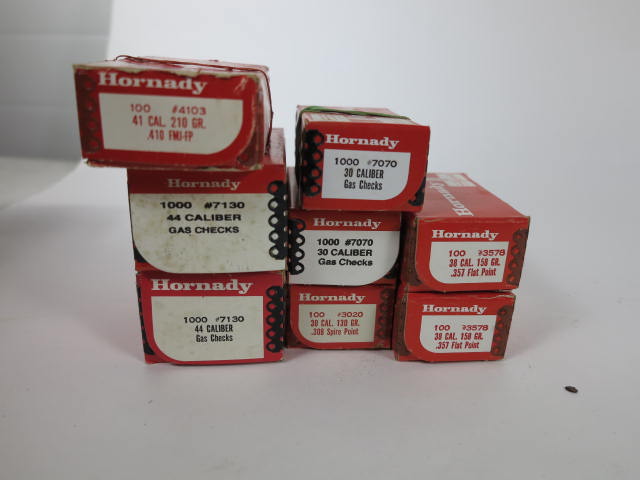 Hornady
100 #4103
41 CAL. 210 GR.
.410 FMJ-FP
Hornady
1000 #7130
44 CALIBER
GAS CHECKS
Hornady
1000 #7130
44 CALIBER
Gas Checks
Hornady
1000 #7070
30 CALIBER
Gas Checks
Hornady
1000 #7070
30 CALIBER
Gas Checks
100 #3020
30 CAL. 130 GR.
.308 Spire Point
Hornady
100 #3578
38 CAL. 158 GR.
.357 Flat Point
100 #3578
38 CAL. 158 GR.
.357 Flat Point